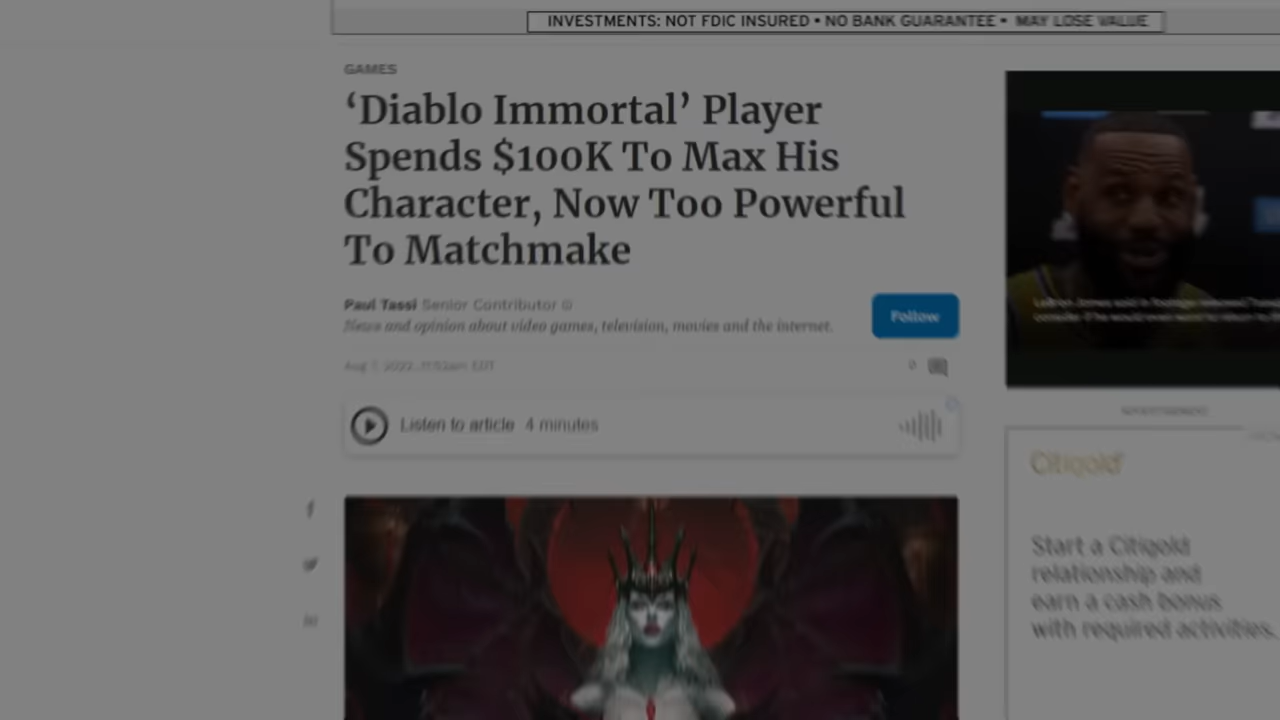 INVESTMENTS: NOT FDIC INSURED • NO BANK GUARANTEE • MAY LOSE VALUE
GAMES
‘Diablo Immortal’ Player
Spends $100K To Max His
Character, Now Too Powerful
To Matchmake
Paul Tassi Senior Contributor
News and opinion about video games, television, movies and the internet.
Follow
Aug 7, 2022, EDT
0
Listen to article 4 minutes
ADVERTISEMENT
Citigold
Start a Citigold
relationship and
earn a cash bonus
with required activities.